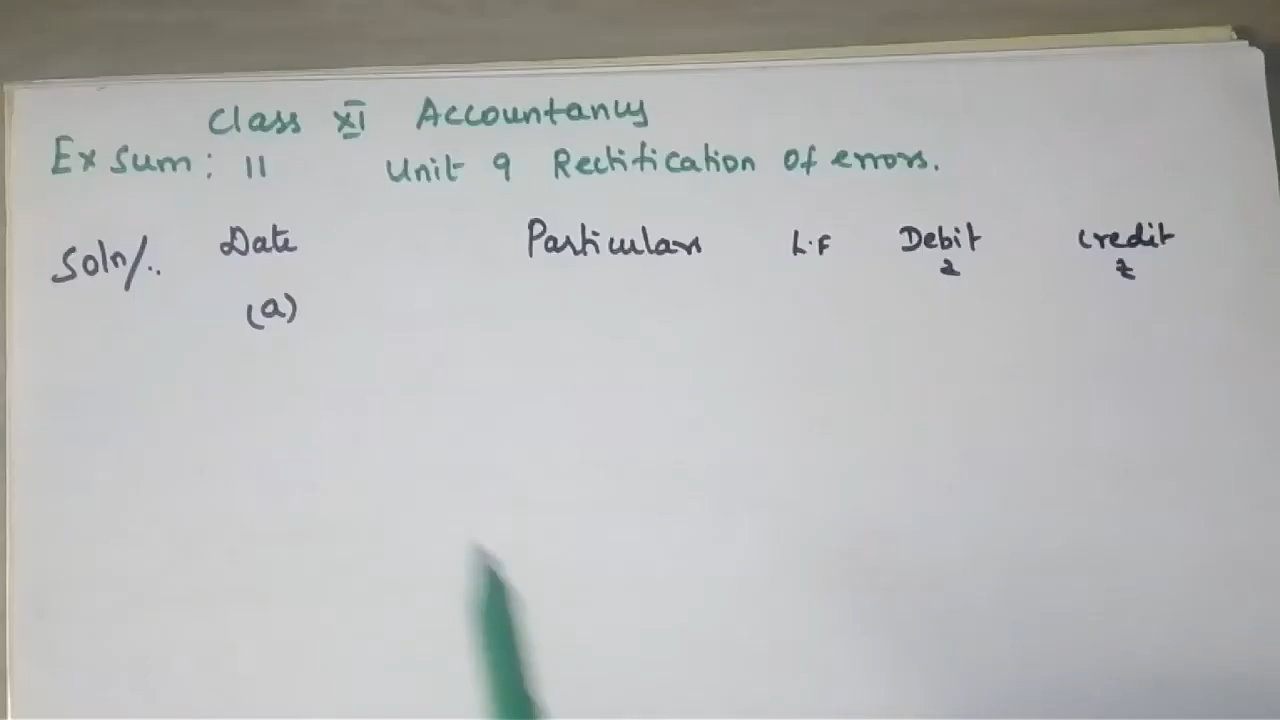 Class XI Accountancy
Ex sum: 11 Unit 9 Rectification of errors.
Soln/.. Date Particulars L.F Debit Credit
₹ ₹
(a)